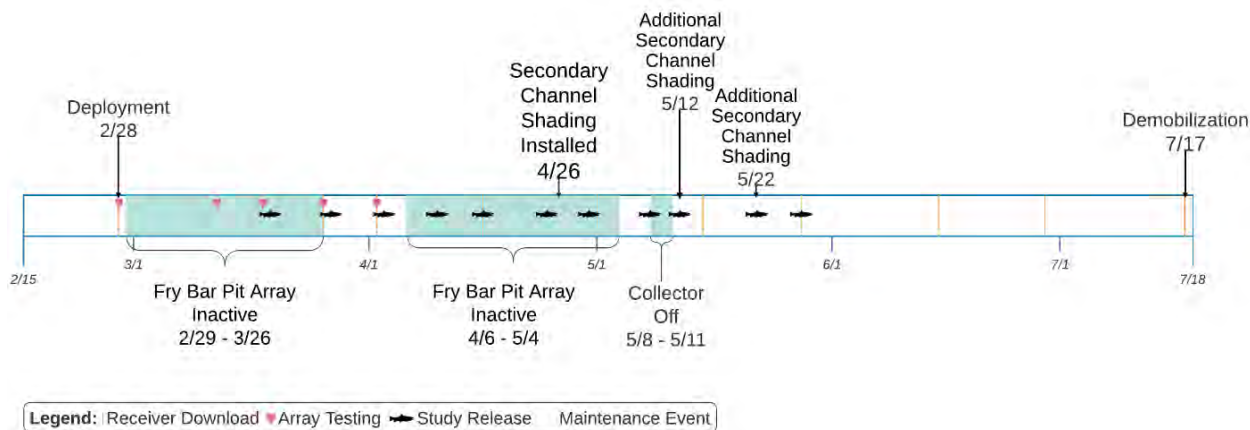 Additional
Secondary
Channel
Shading
5/12
Secondary
Channel
Shading
Installed
4/26
Additional
Secondary
Channel
Shading
5/22
Deployment
2/28
Demobilization
7/17
2/15
3/1
4/1
5/1
6/1
7/1
7/18
Fry Bar Pit Array
Inactive
2/29 - 3/26
Fry Bar Pit Array
Inactive
4/6 - 5/4
Collector
Off
5/8 - 5/11
Legend: Receiver Download Array Testing Study Release Maintenance Event